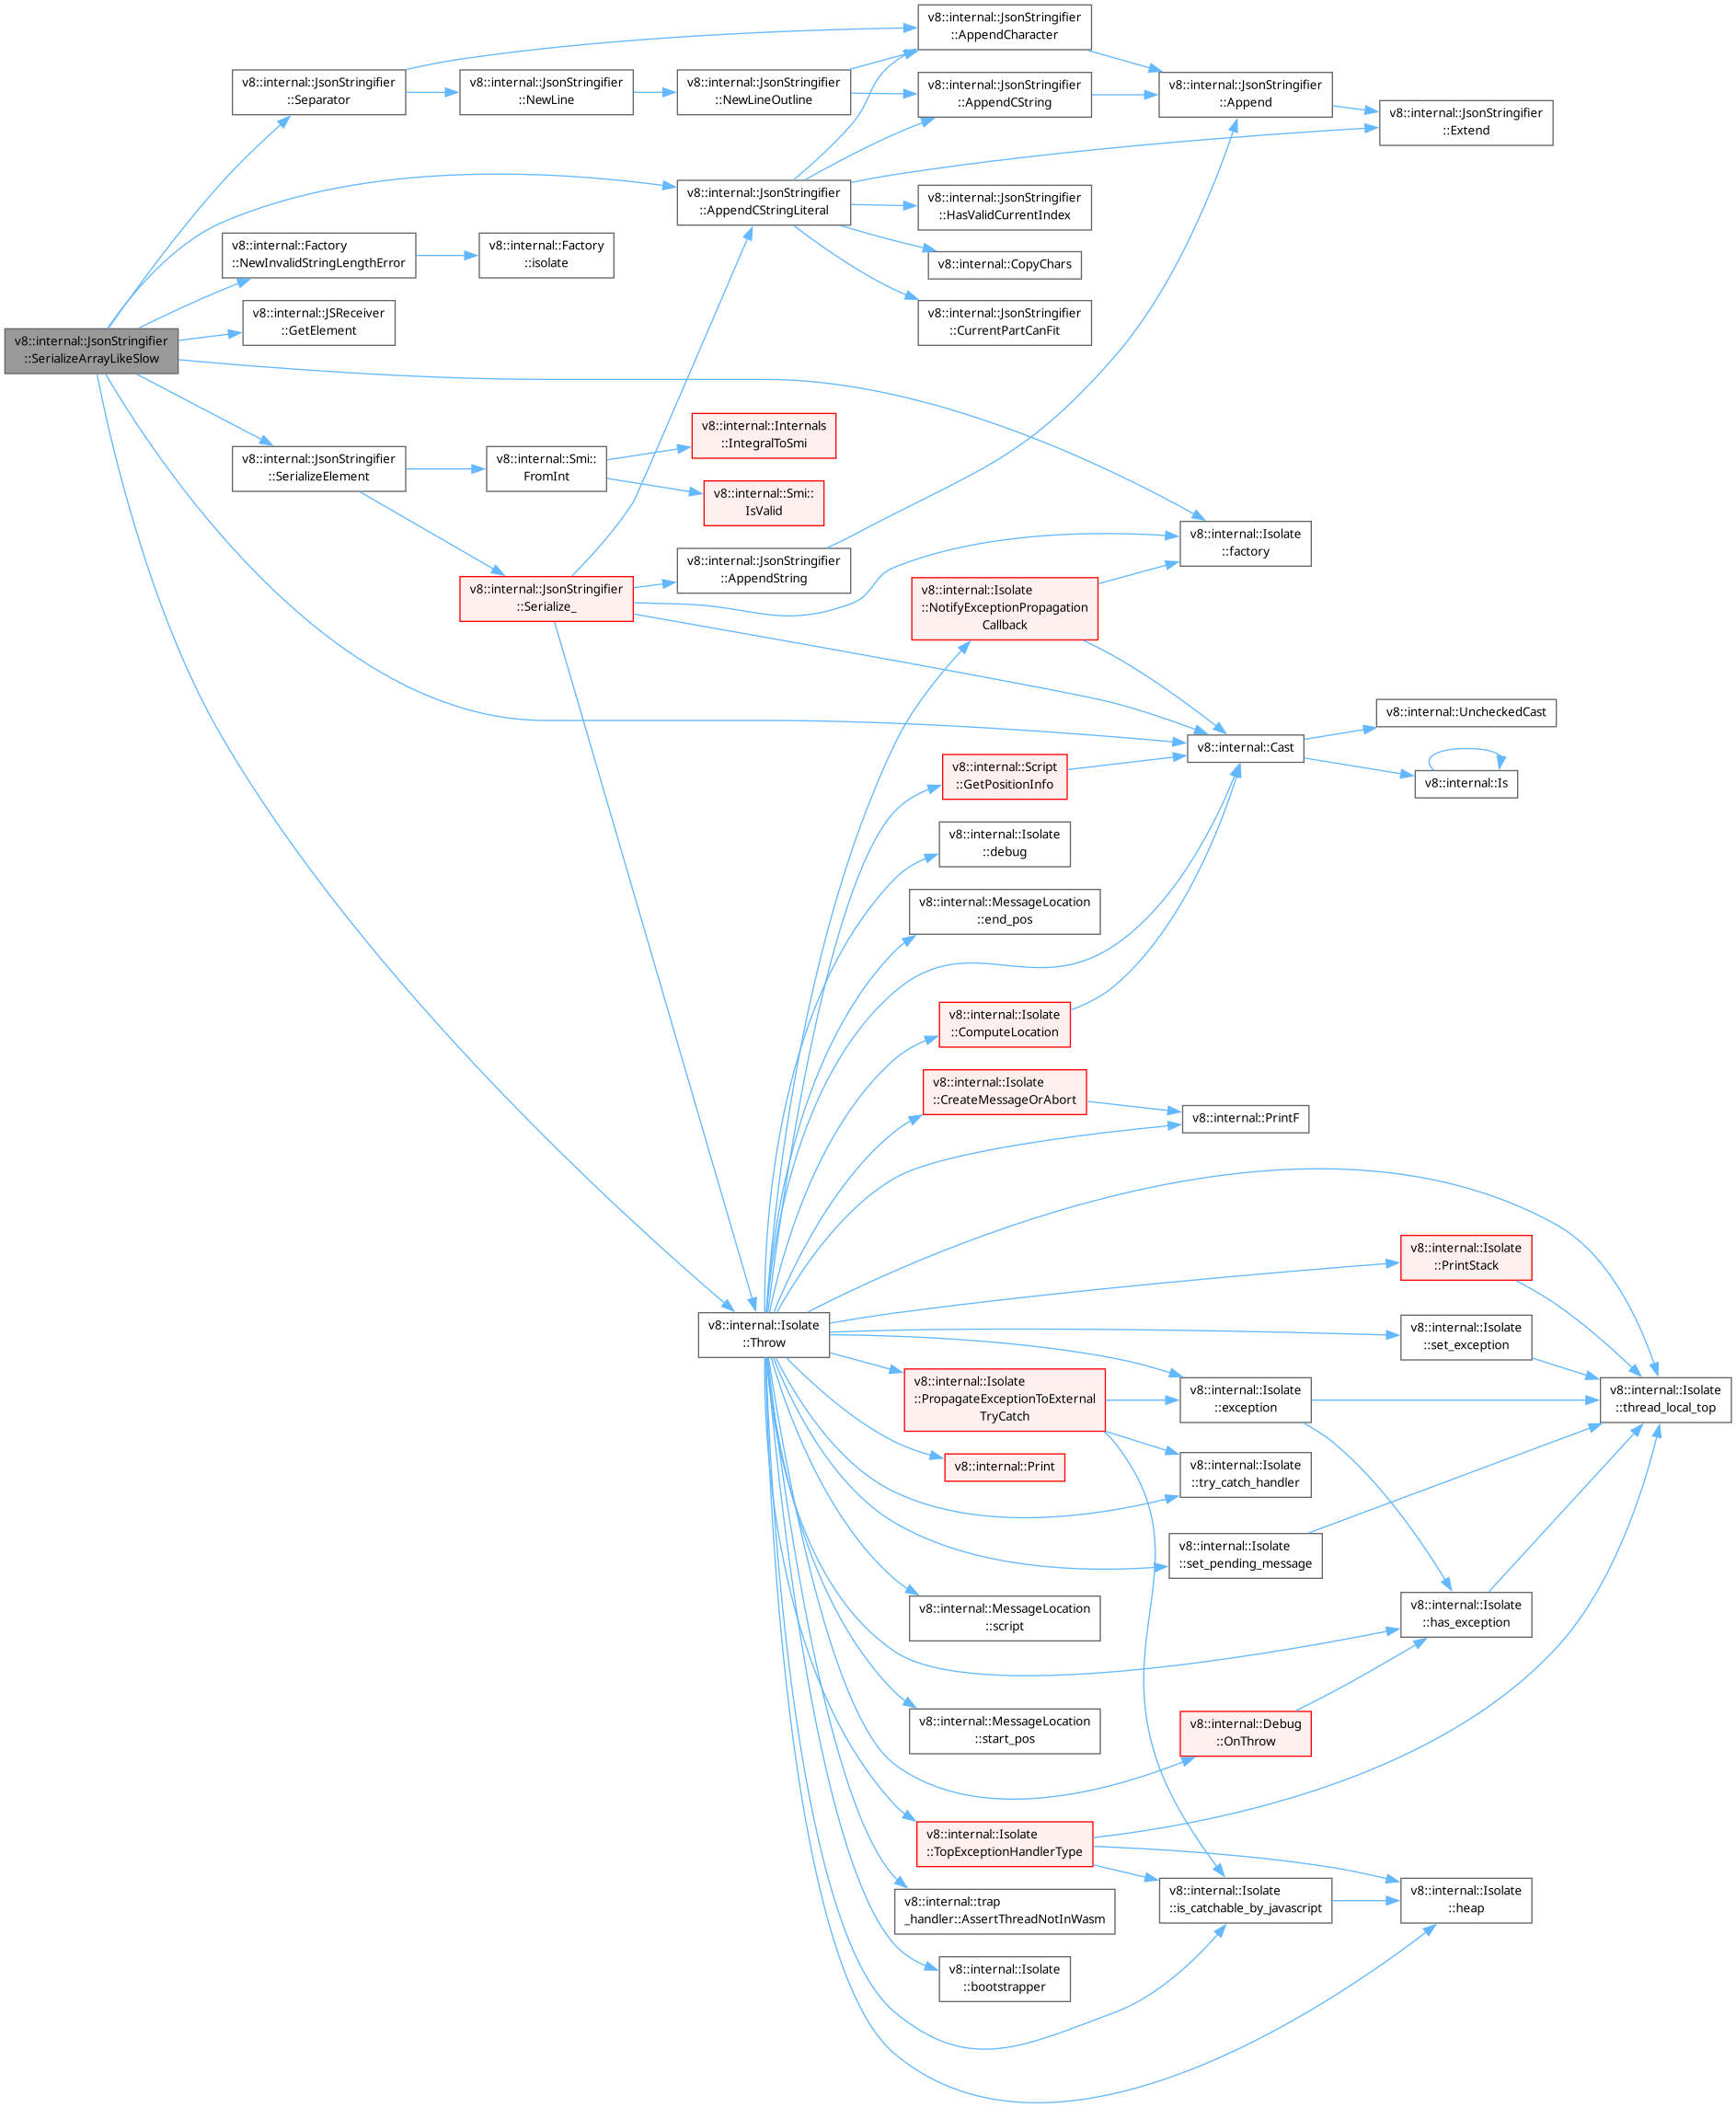 v8::internal::JsonStringifier
::SerializeArrayLikeSlow
v8::internal::JsonStringifier
::Separator
v8::internal::JsonStringifier
::NewLine
v8::internal::JsonStringifier
::NewLineOutline
v8::internal::JsonStringifier
::AppendCharacter
v8::internal::JsonStringifier
::AppendCString
v8::internal::JsonStringifier
::Append
v8::internal::JsonStringifier
::Extend
v8::internal::JsonStringifier
::AppendCStringLiteral
v8::internal::JsonStringifier
::HasValidCurrentIndex
v8::internal::CopyChars
v8::internal::JsonStringifier
::CurrentPartCanFit
v8::internal::Factory
::NewInvalidStringLengthError
v8::internal::Factory
::isolate
v8::internal::JSReceiver
::GetElement
v8::internal::JsonStringifier
::SerializeElement
v8::internal::Smi::
FromInt
v8::internal::Internals
::IntegralToSmi
v8::internal::Smi::
IsValid
v8::internal::JsonStringifier
::Serialize_
v8::internal::JsonStringifier
::AppendString
v8::internal::Isolate
::factory
v8::internal::Isolate
::NotifyExceptionPropagation
Callback
v8::internal::Cast
v8::internal::UncheckedCast
v8::internal::Is
v8::internal::Script
::GetPositionInfo
v8::internal::Isolate
::debug
v8::internal::MessageLocation
::end_pos
v8::internal::Isolate
::ComputeLocation
v8::internal::Isolate
::CreateMessageOrAbort
v8::internal::PrintF
v8::internal::Isolate
::Throw
v8::internal::Isolate
::PrintStack
v8::internal::Isolate
::set_exception
v8::internal::Isolate
::PropagateExceptionToExternal
TryCatch
v8::internal::Isolate
::exception
v8::internal::Isolate
::thread_local_top
v8::internal::Print
v8::internal::Isolate
::try_catch_handler
v8::internal::Isolate
::set_pending_message
v8::internal::MessageLocation
::script
v8::internal::Isolate
::has_exception
v8::internal::MessageLocation
::start_pos
v8::internal::Debug
::OnThrow
v8::internal::Isolate
::TopExceptionHandlerType
v8::internal::trap
_handler::AssertThreadNotInWasm
v8::internal::Isolate
::is_catchable_by_javascript
v8::internal::Isolate
::heap
v8::internal::Isolate
::bootstrapper